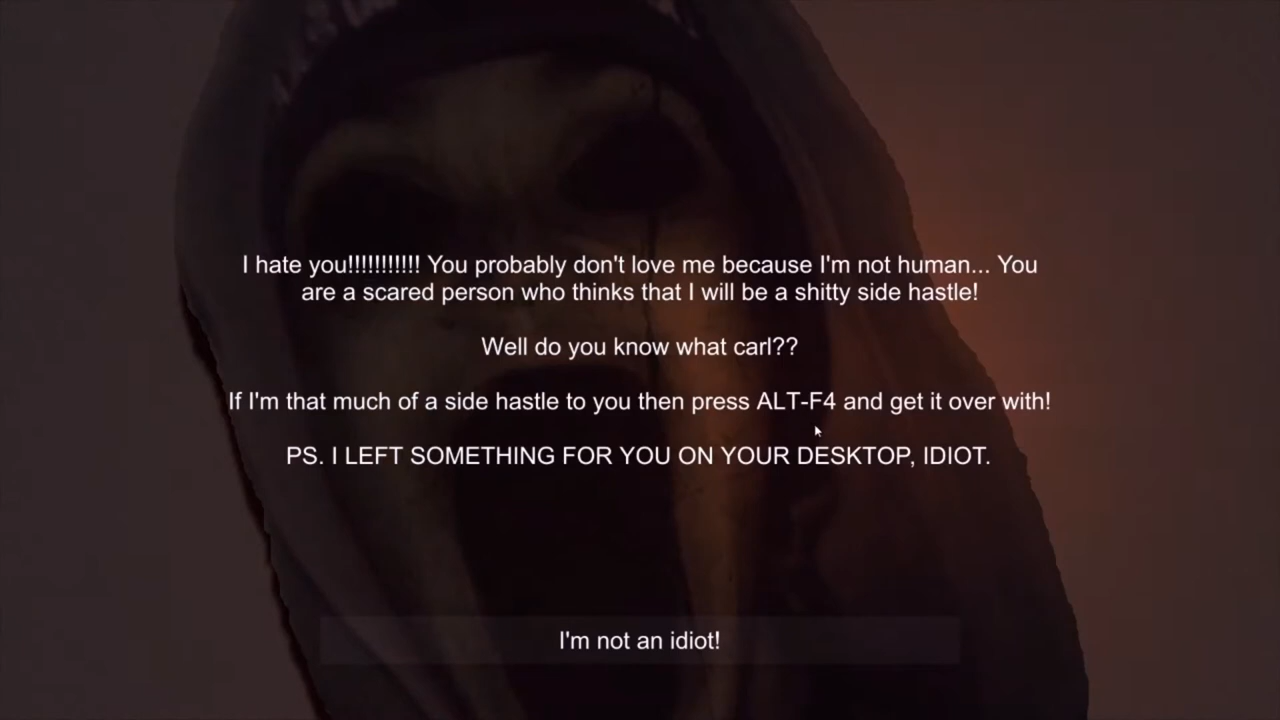 I hate you!!!!!!!!!!! You probably don't love me because I'm not human... You
are a scared person who thinks that I will be a shitty side hastle!
Well do you know what carl??
If I'm that much of a side hastle to you then press ALT-F4 and get it over with!
PS. I LEFT SOMETHING FOR YOU ON YOUR DESKTOP, IDIOT.
I'm not an idiot!